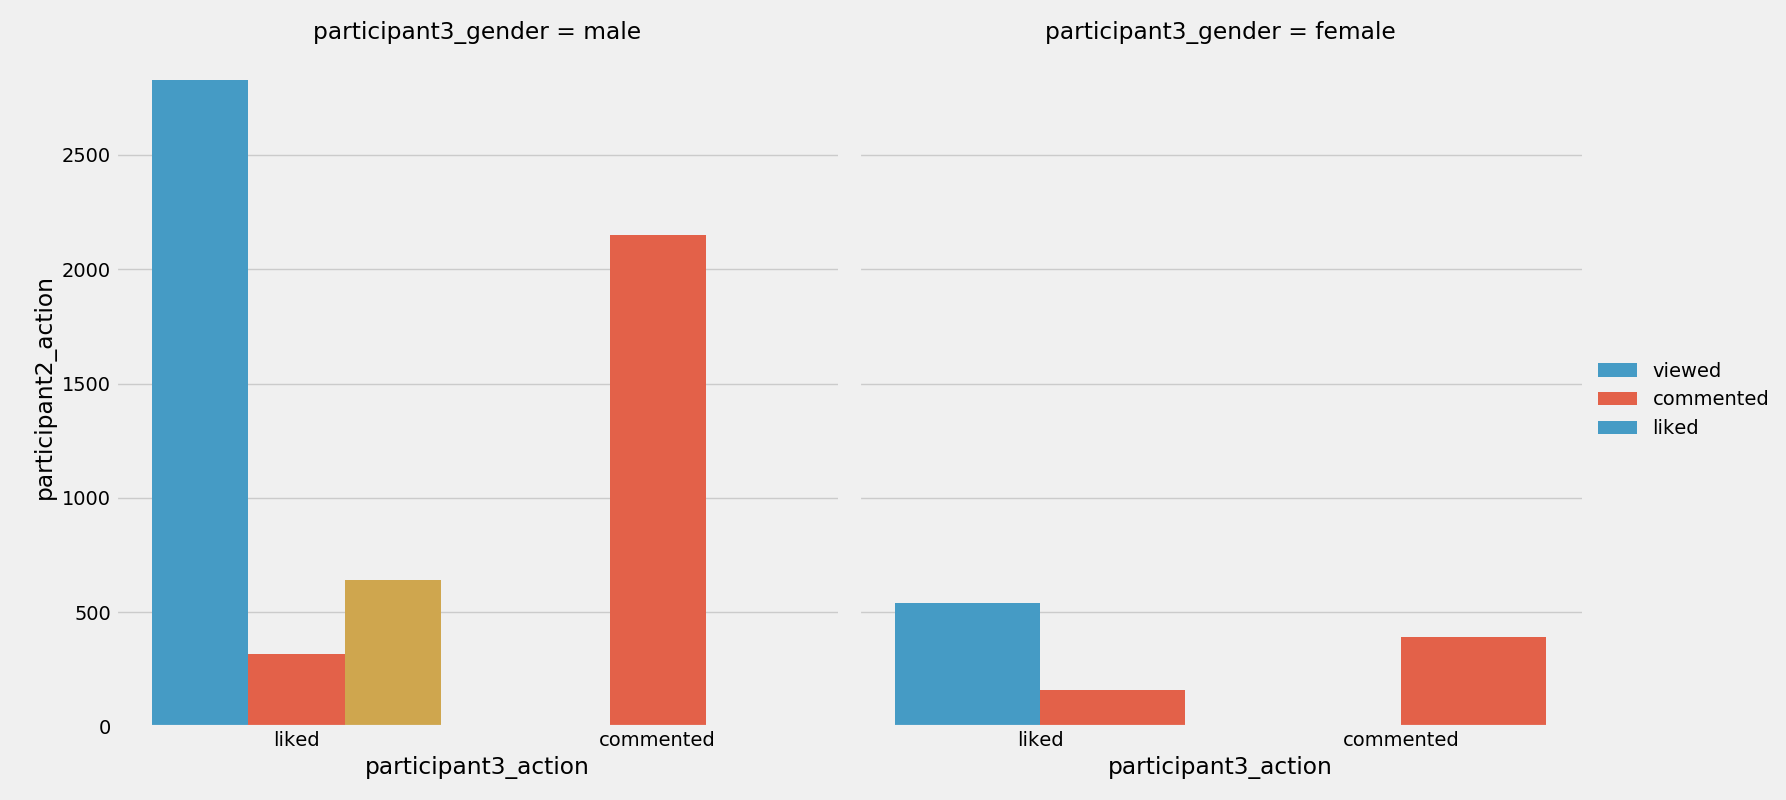 participant3_gender = male
participant3_gender = female
participant2_action
2500
2000
1500
1000
500
0
liked
commented
participant3_action
liked
commented
participant3_action
viewed
commented
liked